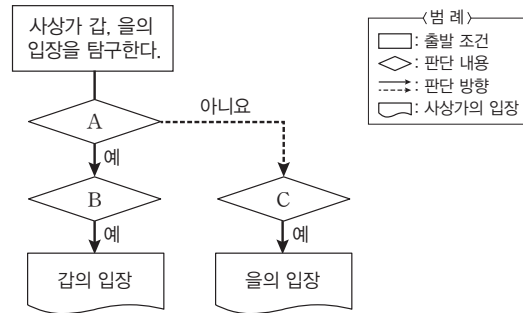 사상가 갑, 을의
입장을 탐구한다.
〈범 례〉
: 출발 조건
: 판단 내용
: 판단 방향
: 사상가의 입장
A
아니요
예
B
C
예
예
갑의 입장
을의 입장